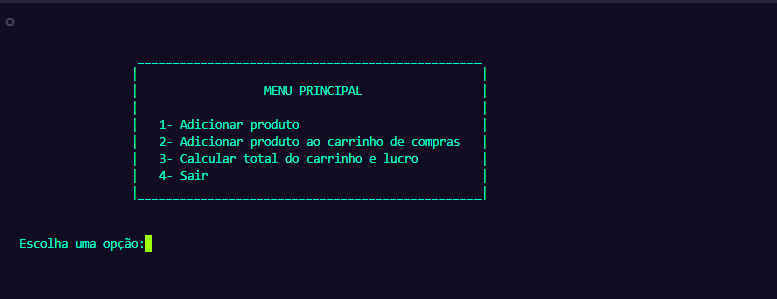 MENU PRINCIPAL
1- Adicionar produto
2- Adicionar produto ao carrinho de compras
3- Calcular total do carrinho e lucro
4- Sair
Escolha uma opção: